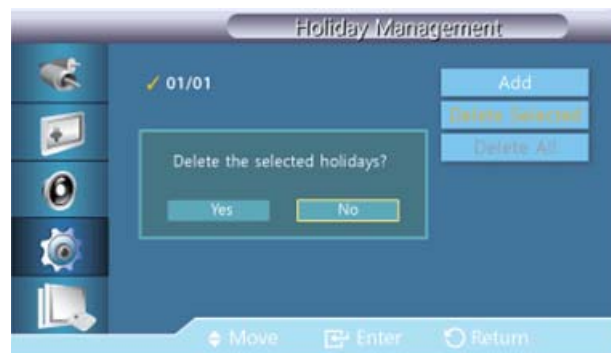 Holiday Management
✓ 01/01
Add
Delete Selected
Delete All
Delete the selected holidays?
Yes No
Move Enter Return